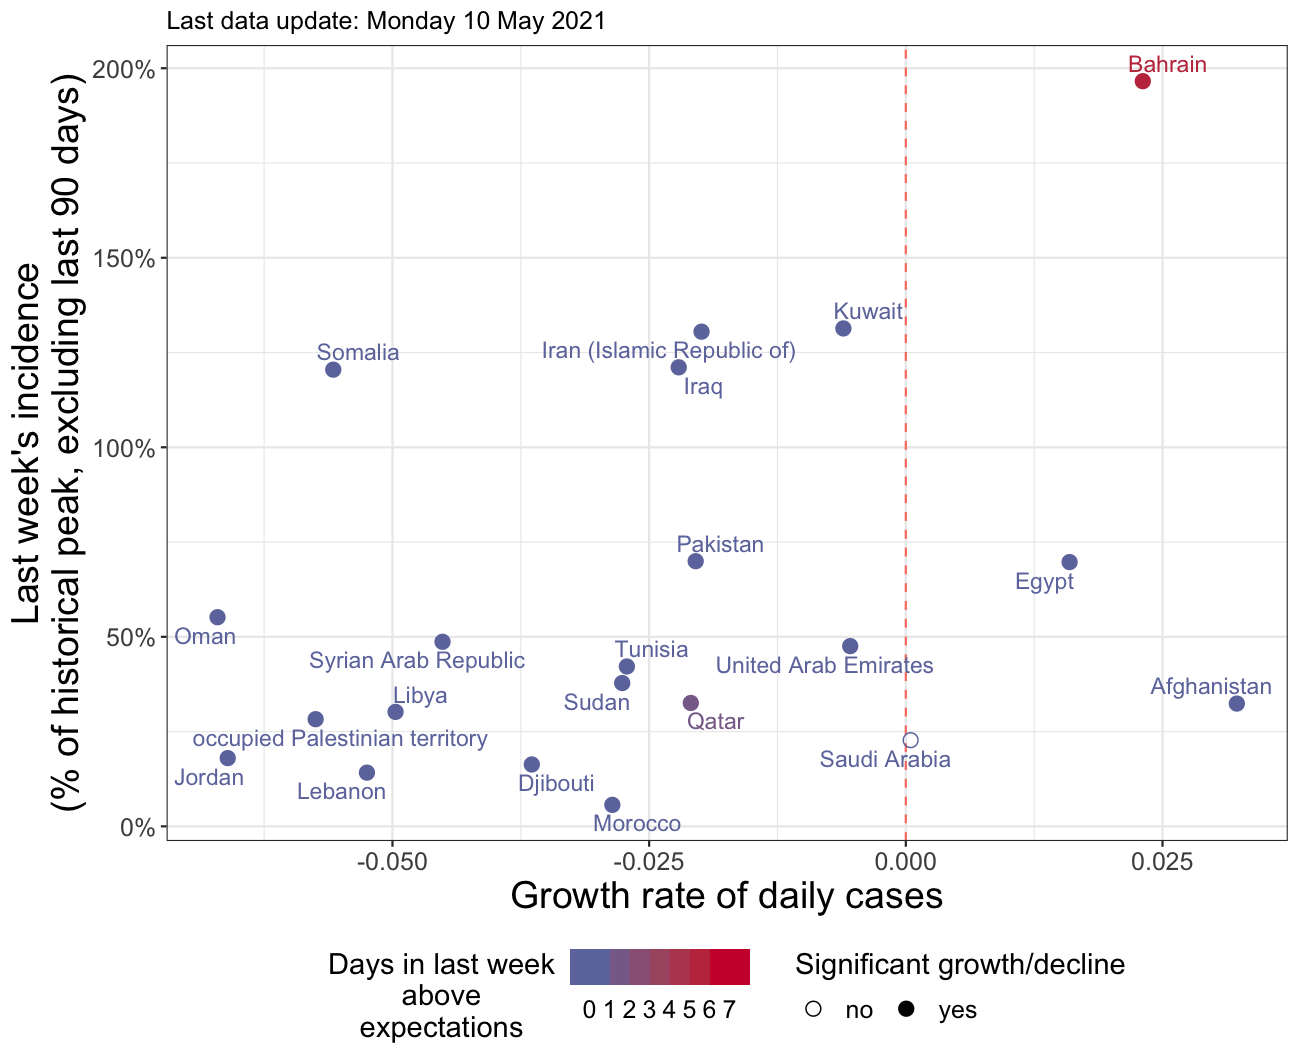 Last data update: Monday 10 May 2021
Last week's incidence
(% of historical peak, excluding last 90 days)
200%
150%
100%
50%
0%
Bahrain
Kuwait
Iran (Islamic Republic of)
Somalia
Iraq
Pakistan
Egypt
Oman
Tunisia
Syrian Arab Republic
United Arab Emirates
Afghanistan
Libya
Sudan
Qatar
occupied Palestinian territory
Saudi Arabia
Jordan
Djibouti
Lebanon
Morocco
-0.050 -0.025 0.000 0.025
Growth rate of daily cases
Days in last week
above
expectations
0 1 2 3 4 5 6 7
Significant growth/decline
no yes